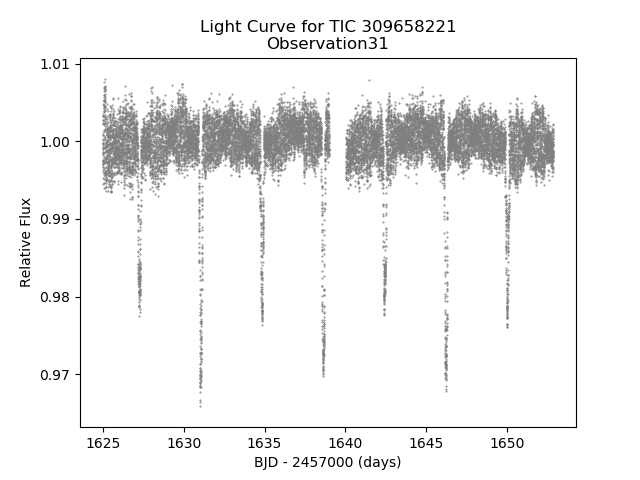 Light Curve for TIC 309658221
Observation31
1.01
1.00
0.99
0.98
0.97
Relative Flux
1625 1630 1635 1640 1645 1650
BJD - 2457000 (days)